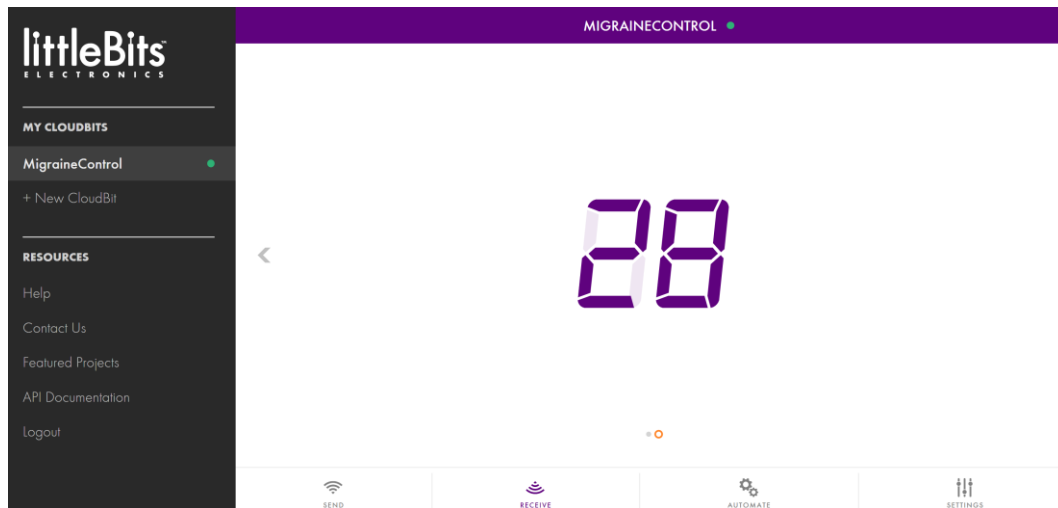 littleBits
ELECTRONICS
MY CLOUDBITS
MigraineControl
+ New CloudBit
RESOURCES
Help
Contact Us
Featured Projects
API Documentation
Logout
MIGRAINECONTROL
28
SEND
RECEIVE
AUTOMATE
SETTINGS